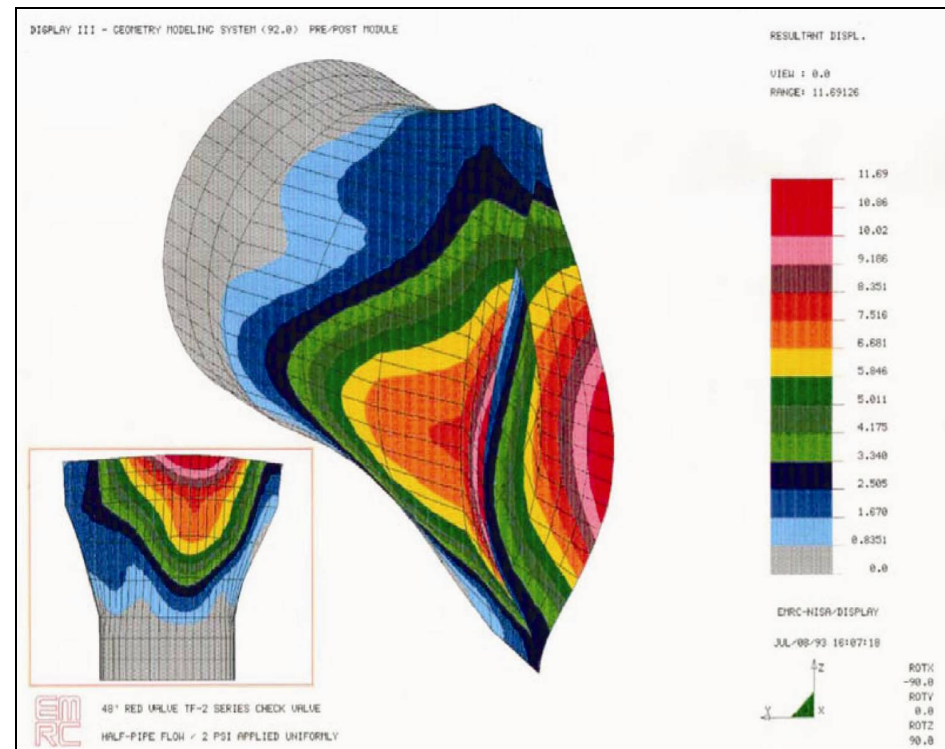 DISPLAY III - GEOMETRY MODELING SYSTEM (92.0) PRE/POST MODULE
RESULTANT DISPL.
VIEW : 0.0
RANGE: 11.69126
11.69
10.86
10.02
9.186
8.351
7.516
6.681
5.846
5.011
4.175
3.340
2.505
1.670
0.8351
0.0
EMRC-NISA/DISPLAY
JUL/08/93 16:07:18
Z
Y
X
ROTX
-90.0
ROTY
0.0
ROTZ
90.0
EMRC
48" RED VALVE TF-2 SERIES CHECK VALVE
HALF-PIPE FLOW / 2 PSI APPLIED UNIFORMLY